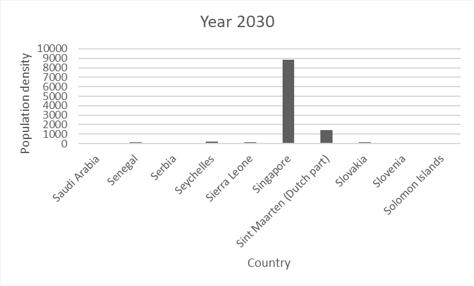 Year 2030
Population density
10000
9000
8000
7000
6000
5000
4000
3000
2000
1000
0
Saudi Arabia
Senegal
Serbia
Seychelles
Sierra Leone
Singapore
Sint Maarten (Dutch part)
Slovakia
Slovenia
Solomon Islands
Country